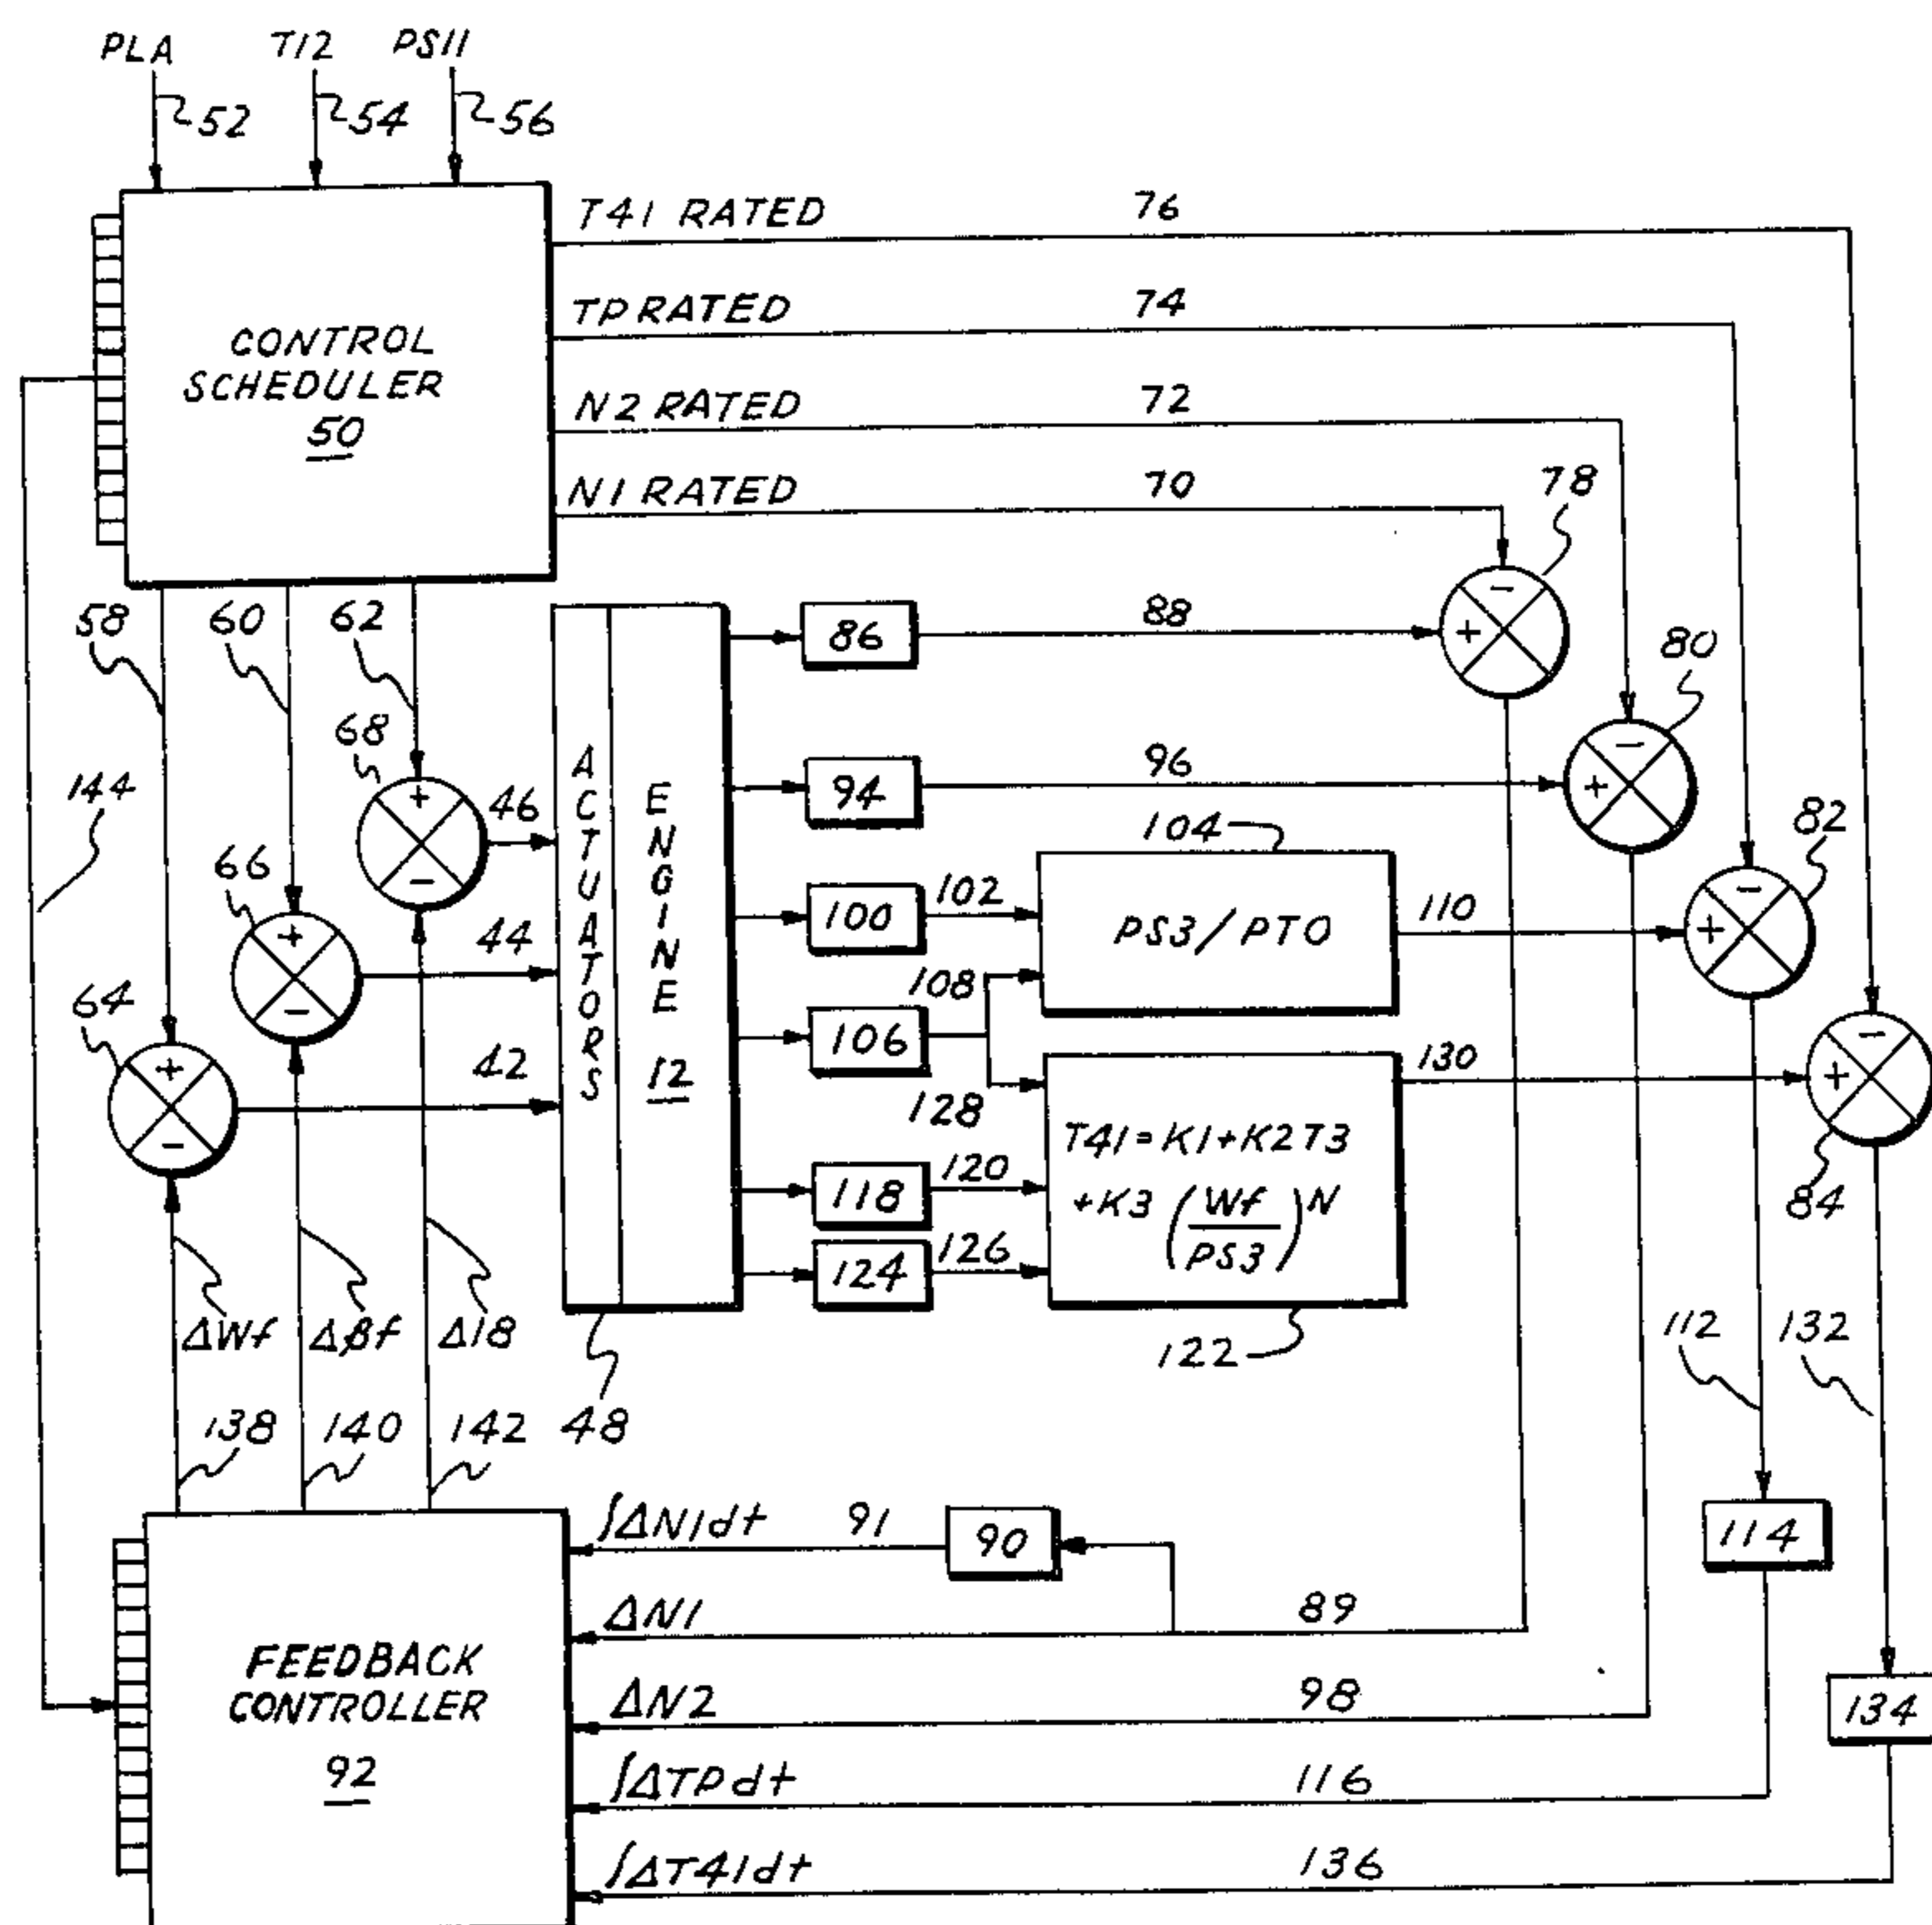 PLA T12 PS11
52 54 56
T41 RATED 76
TP RATED 74
CONTROL
SCHEDULER
50
N2 RATED 72
N1 RATED 70
78
58 60 62
86 88
80
68
144
46
94 96
82
ACTUATORS
ENGINE
12
104
66
44
100 102
PS3/PTO
110
108
64
42
106
130
128
T41=K1+K2T3
+K3 (Wf/PS3)N
118 120
84
124 126
ΔWf Δβf Δ18
112 132
122
138 140 142 48
∫ΔN1dt 91 90
114
ΔN1 89
FEEDBACK
CONTROLLER
92
ΔN2 98
134
∫ΔTPdt 116
∫ΔT41dt 136